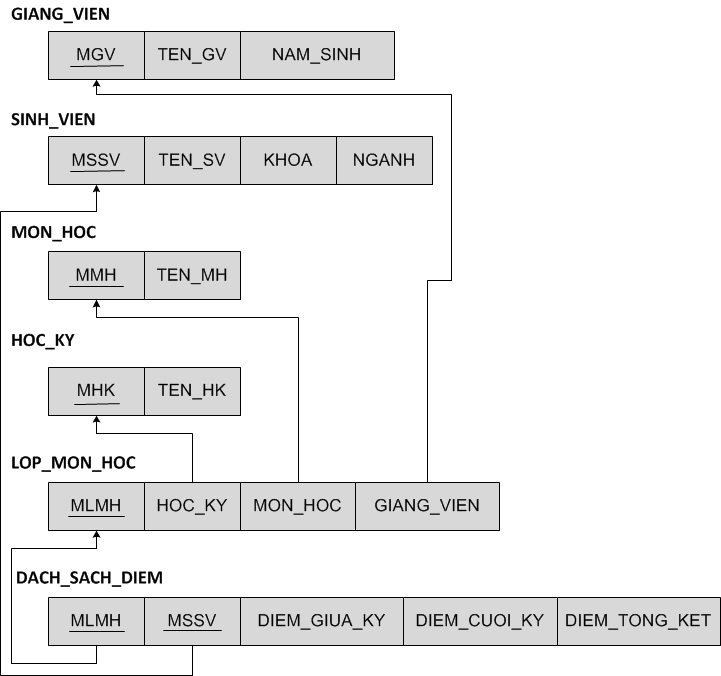 GIANG_VIEN
MGV TEN_GV NAM_SINH
SINH_VIEN
MSSV TEN_SV KHOA NGANH
MON_HOC
MMH TEN_MH
HOC_KY
MHK TEN_HK
LOP_MON_HOC
MLMH HOC_KY MON_HOC GIANG_VIEN
DACH_SACH_DIEM
MLMH MSSV DIEM_GIUA_KY DIEM_CUOI_KY DIEM_TONG_KET